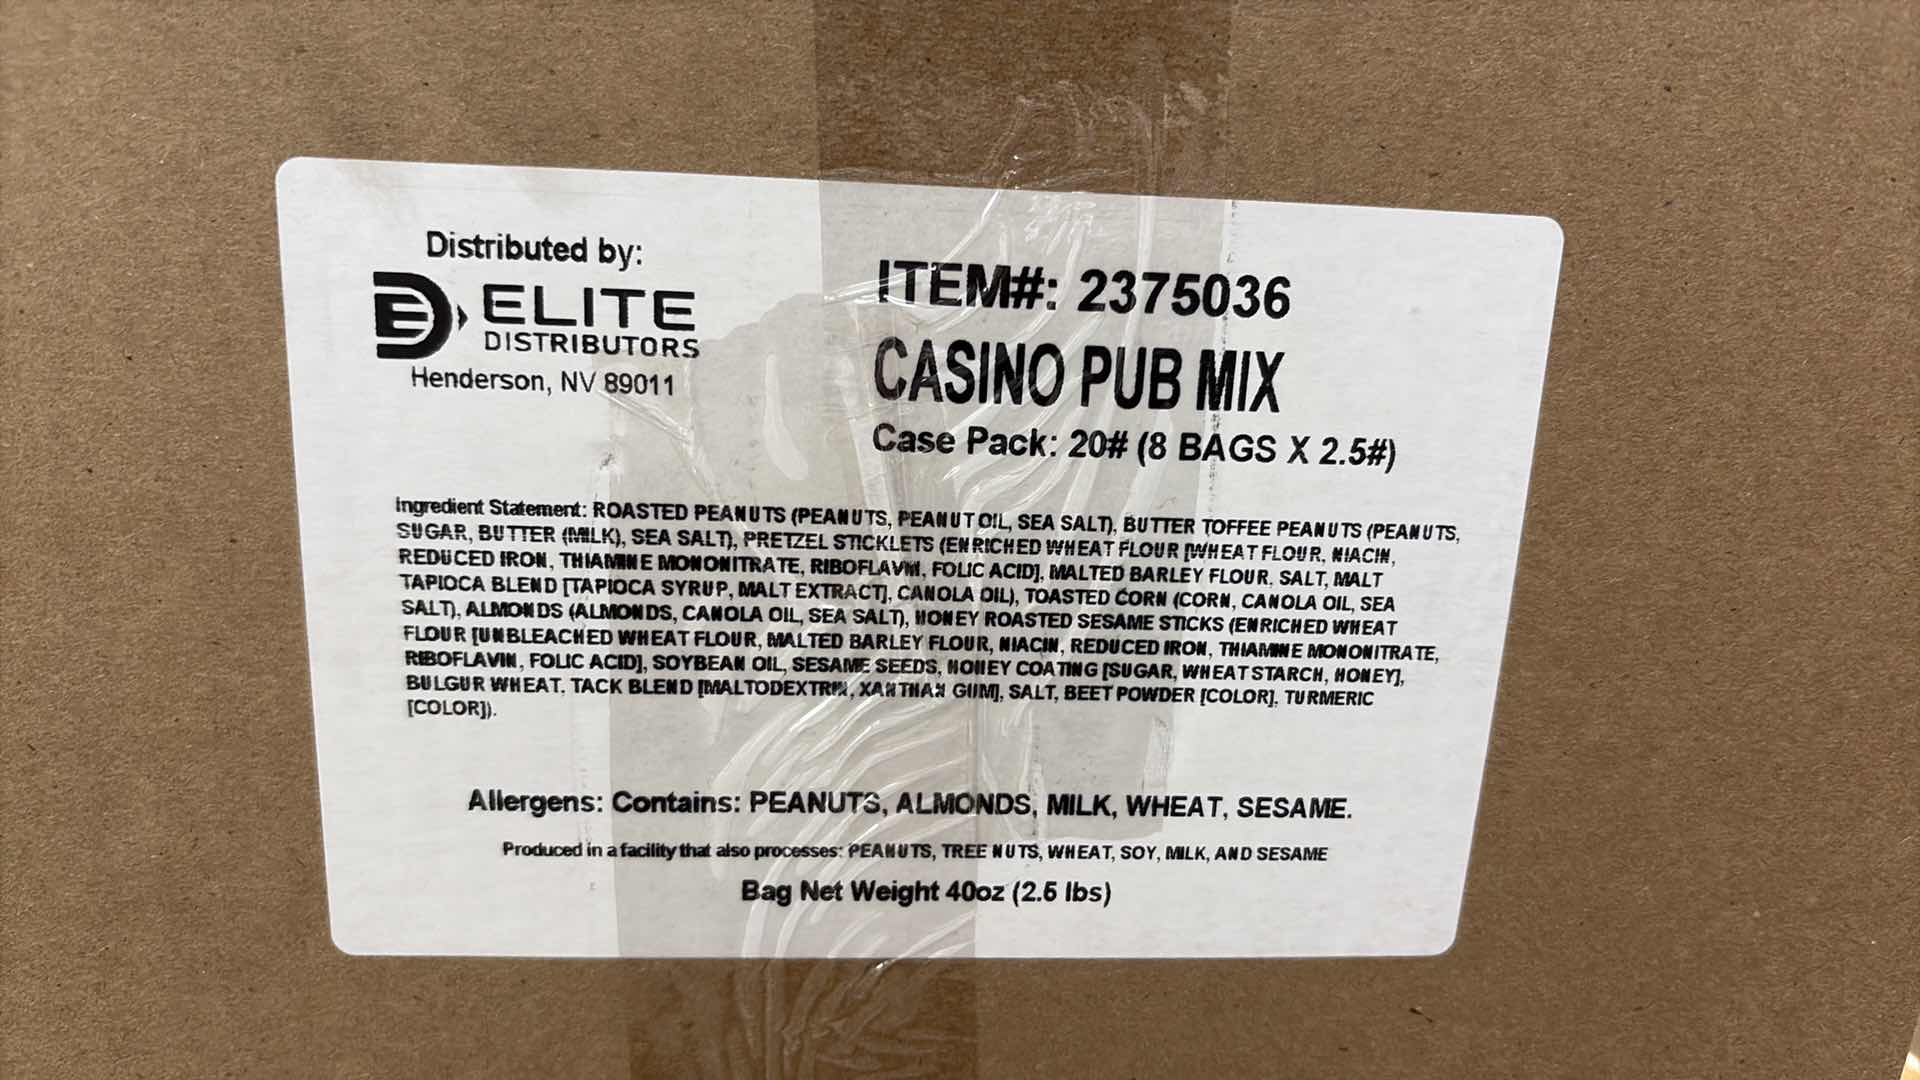 Distributed by:
ELITE
DISTRIBUTORS
Henderson, NV 89011
ITEM#: 2375036
CASINO PUB MIX
Case Pack: 20# (8 BAGS X 2.5#)
Ingredient Statement: ROASTED PEANUTS (PEANUTS, PEANUT OIL, SEA SALT), BUTTER TOFFEE PEANUTS (PEANUTS,
SUGAR, BUTTER (MILK), SEA SALT), PRETZEL STICKLETS (ENRICHED WHEAT FLOUR [WHEAT FLOUR, NIACIN,
REDUCED IRON, THIAMINE MONONITRATE, RIBOFLAVIN, FOLIC ACID], MALTED BARLEY FLOUR, SALT, MALT
TAPIOCA BLEND [TAPIOCA SYRUP, MALT EXTRACT], CANOLA OIL), TOASTED CORN (CORN, CANOLA OIL, SEA
SALT), ALMONDS (ALMONDS, CANOLA OIL, SEA SALT), HONEY ROASTED SESAME STICKS (ENRICHED WHEAT
FLOUR [UNBLEACHED WHEAT FLOUR, MALTED BARLEY FLOUR, NIACIN, REDUCED IRON, THIAMINE MONONITRATE,
RIBOFLAVIN, FOLIC ACID], SOYBEAN OIL, SESAME SEEDS, HONEY COATING [SUGAR, WHEAT STARCH, HONEY],
BULGUR WHEAT, TACK BLEND [MALTODEXTRIN, XANTHAN GUM], SALT, BEET POWDER [COLOR], TURMERIC
[COLOR]).
Allergens: Contains: PEANUTS, ALMONDS, MILK, WHEAT, SESAME.
Produced in a facility that also processes: PEANUTS, TREE NUTS, WHEAT, SOY, MILK, AND SESAME
Bag Net Weight 40oz (2.5 lbs)